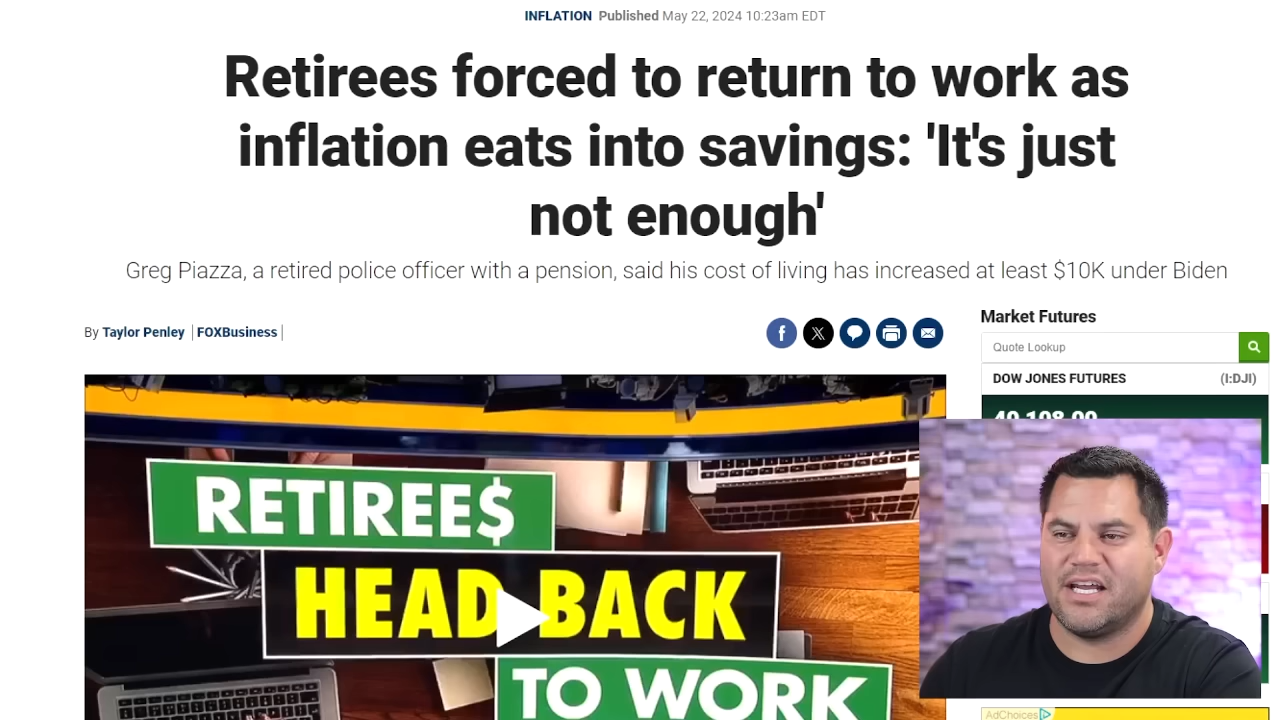 INFLATION Published May 22, 2024 10:23am EDT
Retirees forced to return to work as
inflation eats into savings: 'It's just
not enough'
Greg Piazza, a retired police officer with a pension, said his cost of living has increased at least $10K under Biden
By Taylor Penley | FOXBusiness |
Market Futures
Quote Lookup
DOW JONES FUTURES (I:DJI)
40,108.00
RETIREE$
HEAD BACK
TO WORK
AdChoices